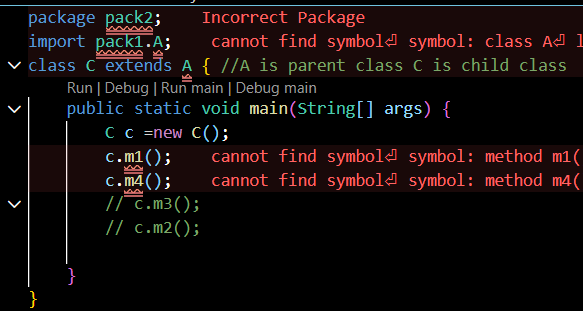 package pack2;    Incorrect Package
import pack1.A;    cannot find symbol⏎ symbol: class A⏎ l
class C extends A { //A is parent class C is child class
Run | Debug | Run main | Debug main
    public static void main(String[] args) {
        C c =new C();
        c.m1();    cannot find symbol⏎ symbol: method m1(
        c.m4();    cannot find symbol⏎ symbol: method m4(
        // c.m3();
        // c.m2();
    }
}